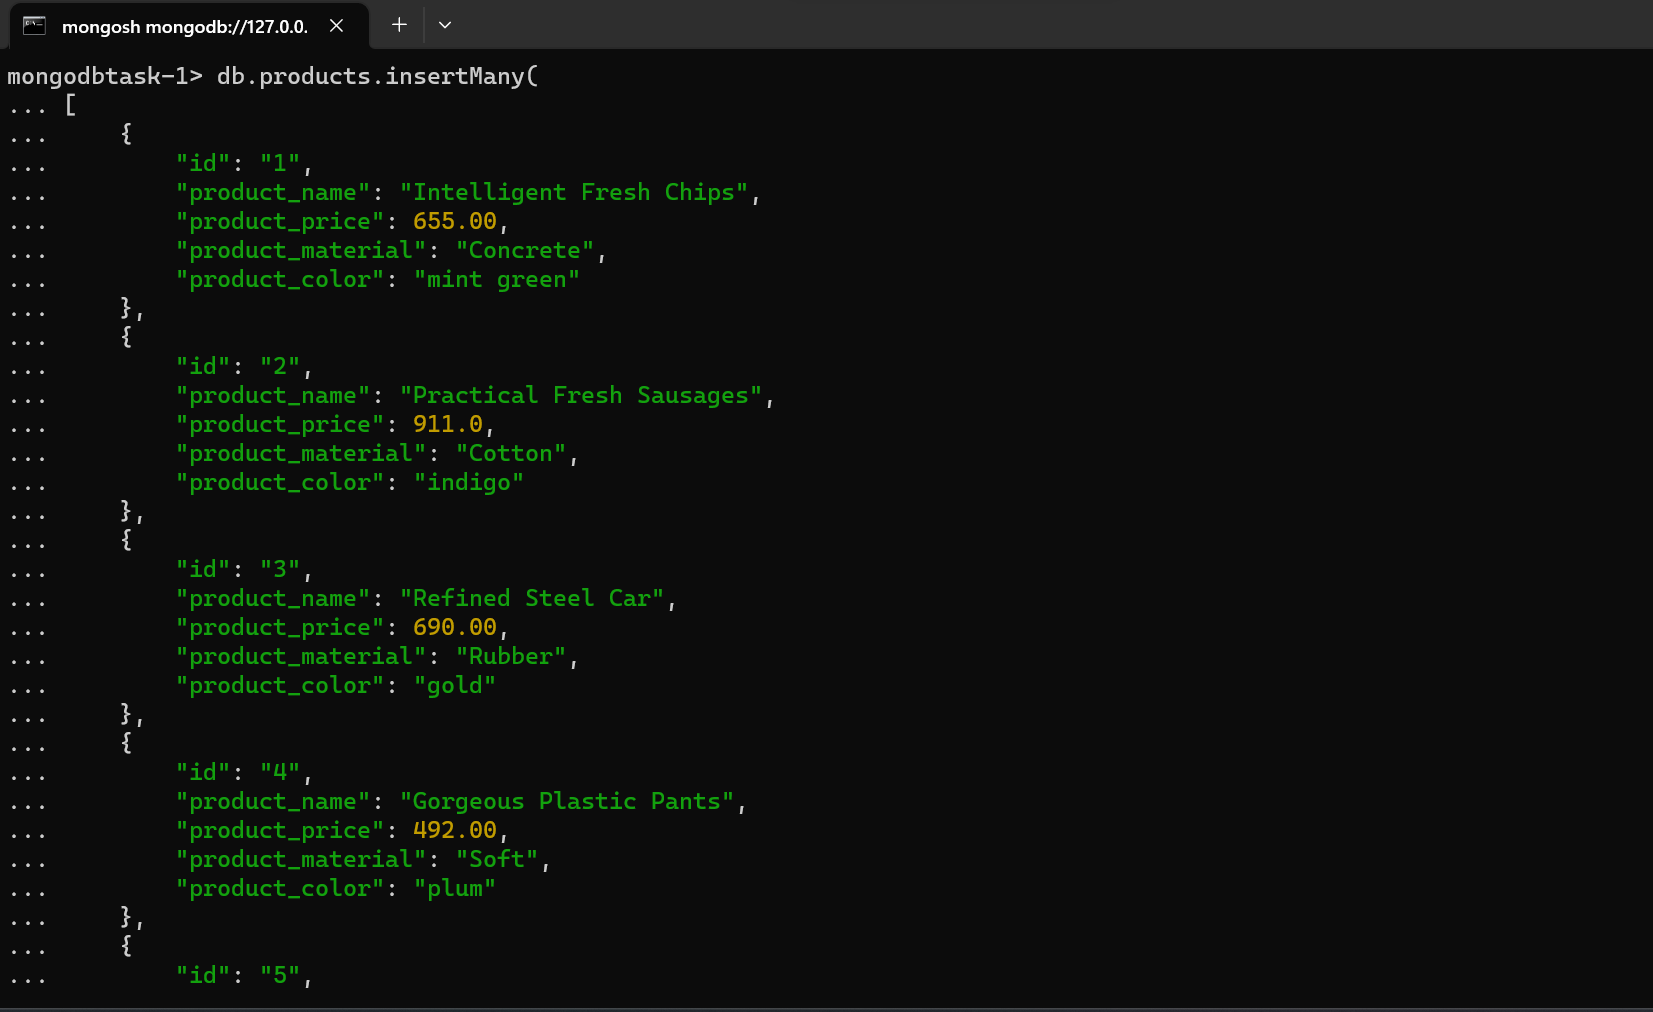 mongosh mongodb://127.0.0.
mongodbtask-1> db.products.insertMany(
... [
...     {
...         "id": "1",
...         "product_name": "Intelligent Fresh Chips",
...         "product_price": 655.00,
...         "product_material": "Concrete",
...         "product_color": "mint green"
...     },
...     {
...         "id": "2",
...         "product_name": "Practical Fresh Sausages",
...         "product_price": 911.0,
...         "product_material": "Cotton",
...         "product_color": "indigo"
...     },
...     {
...         "id": "3",
...         "product_name": "Refined Steel Car",
...         "product_price": 690.00,
...         "product_material": "Rubber",
...         "product_color": "gold"
...     },
...     {
...         "id": "4",
...         "product_name": "Gorgeous Plastic Pants",
...         "product_price": 492.00,
...         "product_material": "Soft",
...         "product_color": "plum"
...     },
...     {
...         "id": "5",